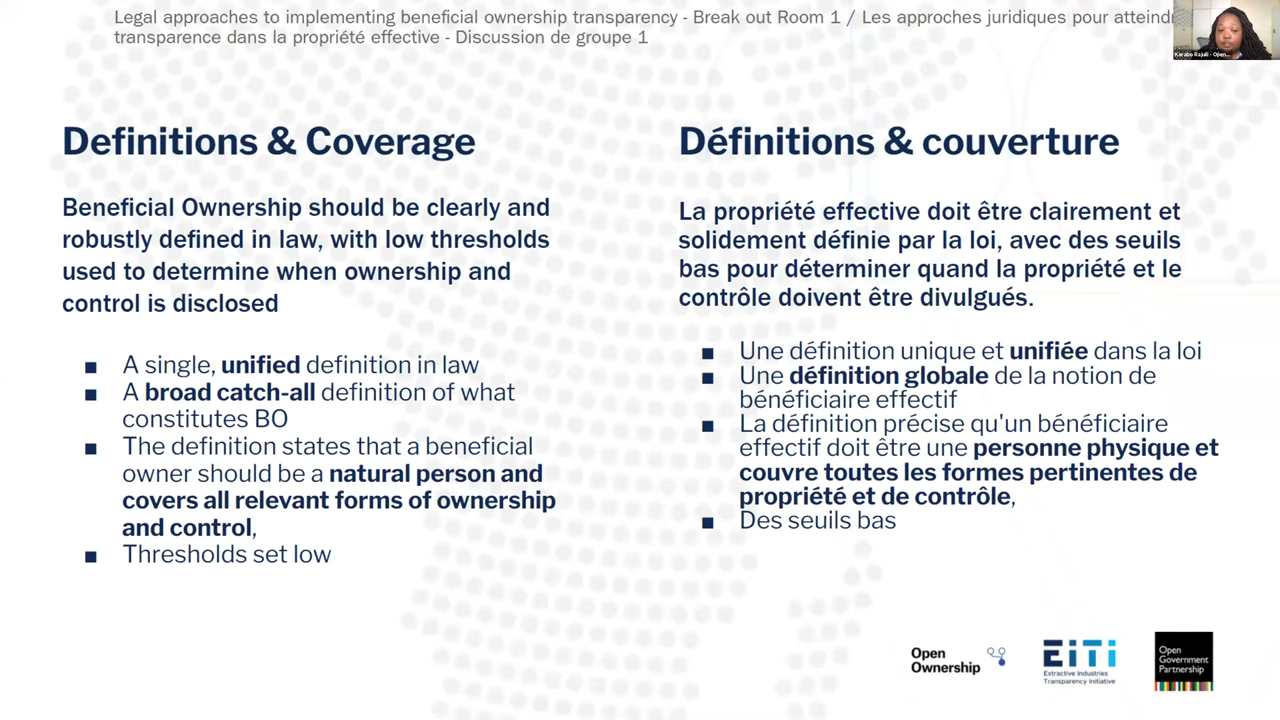 Legal approaches to implementing beneficial ownership transparency - Break out Room 1 / Les approches juridiques pour
transparence dans la propriété effective - Discussion de groupe 1
Definitions & Coverage
Beneficial Ownership should be clearly and
robustly defined in law, with low thresholds
used to determine when ownership and
control is disclosed
■ A single, unified definition in law
■ A broad catch-all definition of what
constitutes BO
■ The definition states that a beneficial
owner should be a natural person and
covers all relevant forms of ownership
and control,
■ Thresholds set low
Définitions & couverture
La propriété effective doit être clairement et
solidement définie par la loi, avec des seuils
bas pour déterminer quand la propriété et le
contrôle doivent être divulgués.
■ Une définition unique et unifiée dans la loi
■ Une définition globale de la notion de
bénéficiaire effectif
■ La définition précise qu'un bénéficiaire
effectif doit être une personne physique et
couvre toutes les formes pertinentes de
propriété et de contrôle,
■ Des seuils bas
Open
Ownership
EiTi
Extractive Industries
Transparency Initiative
Open
Government
Partnership